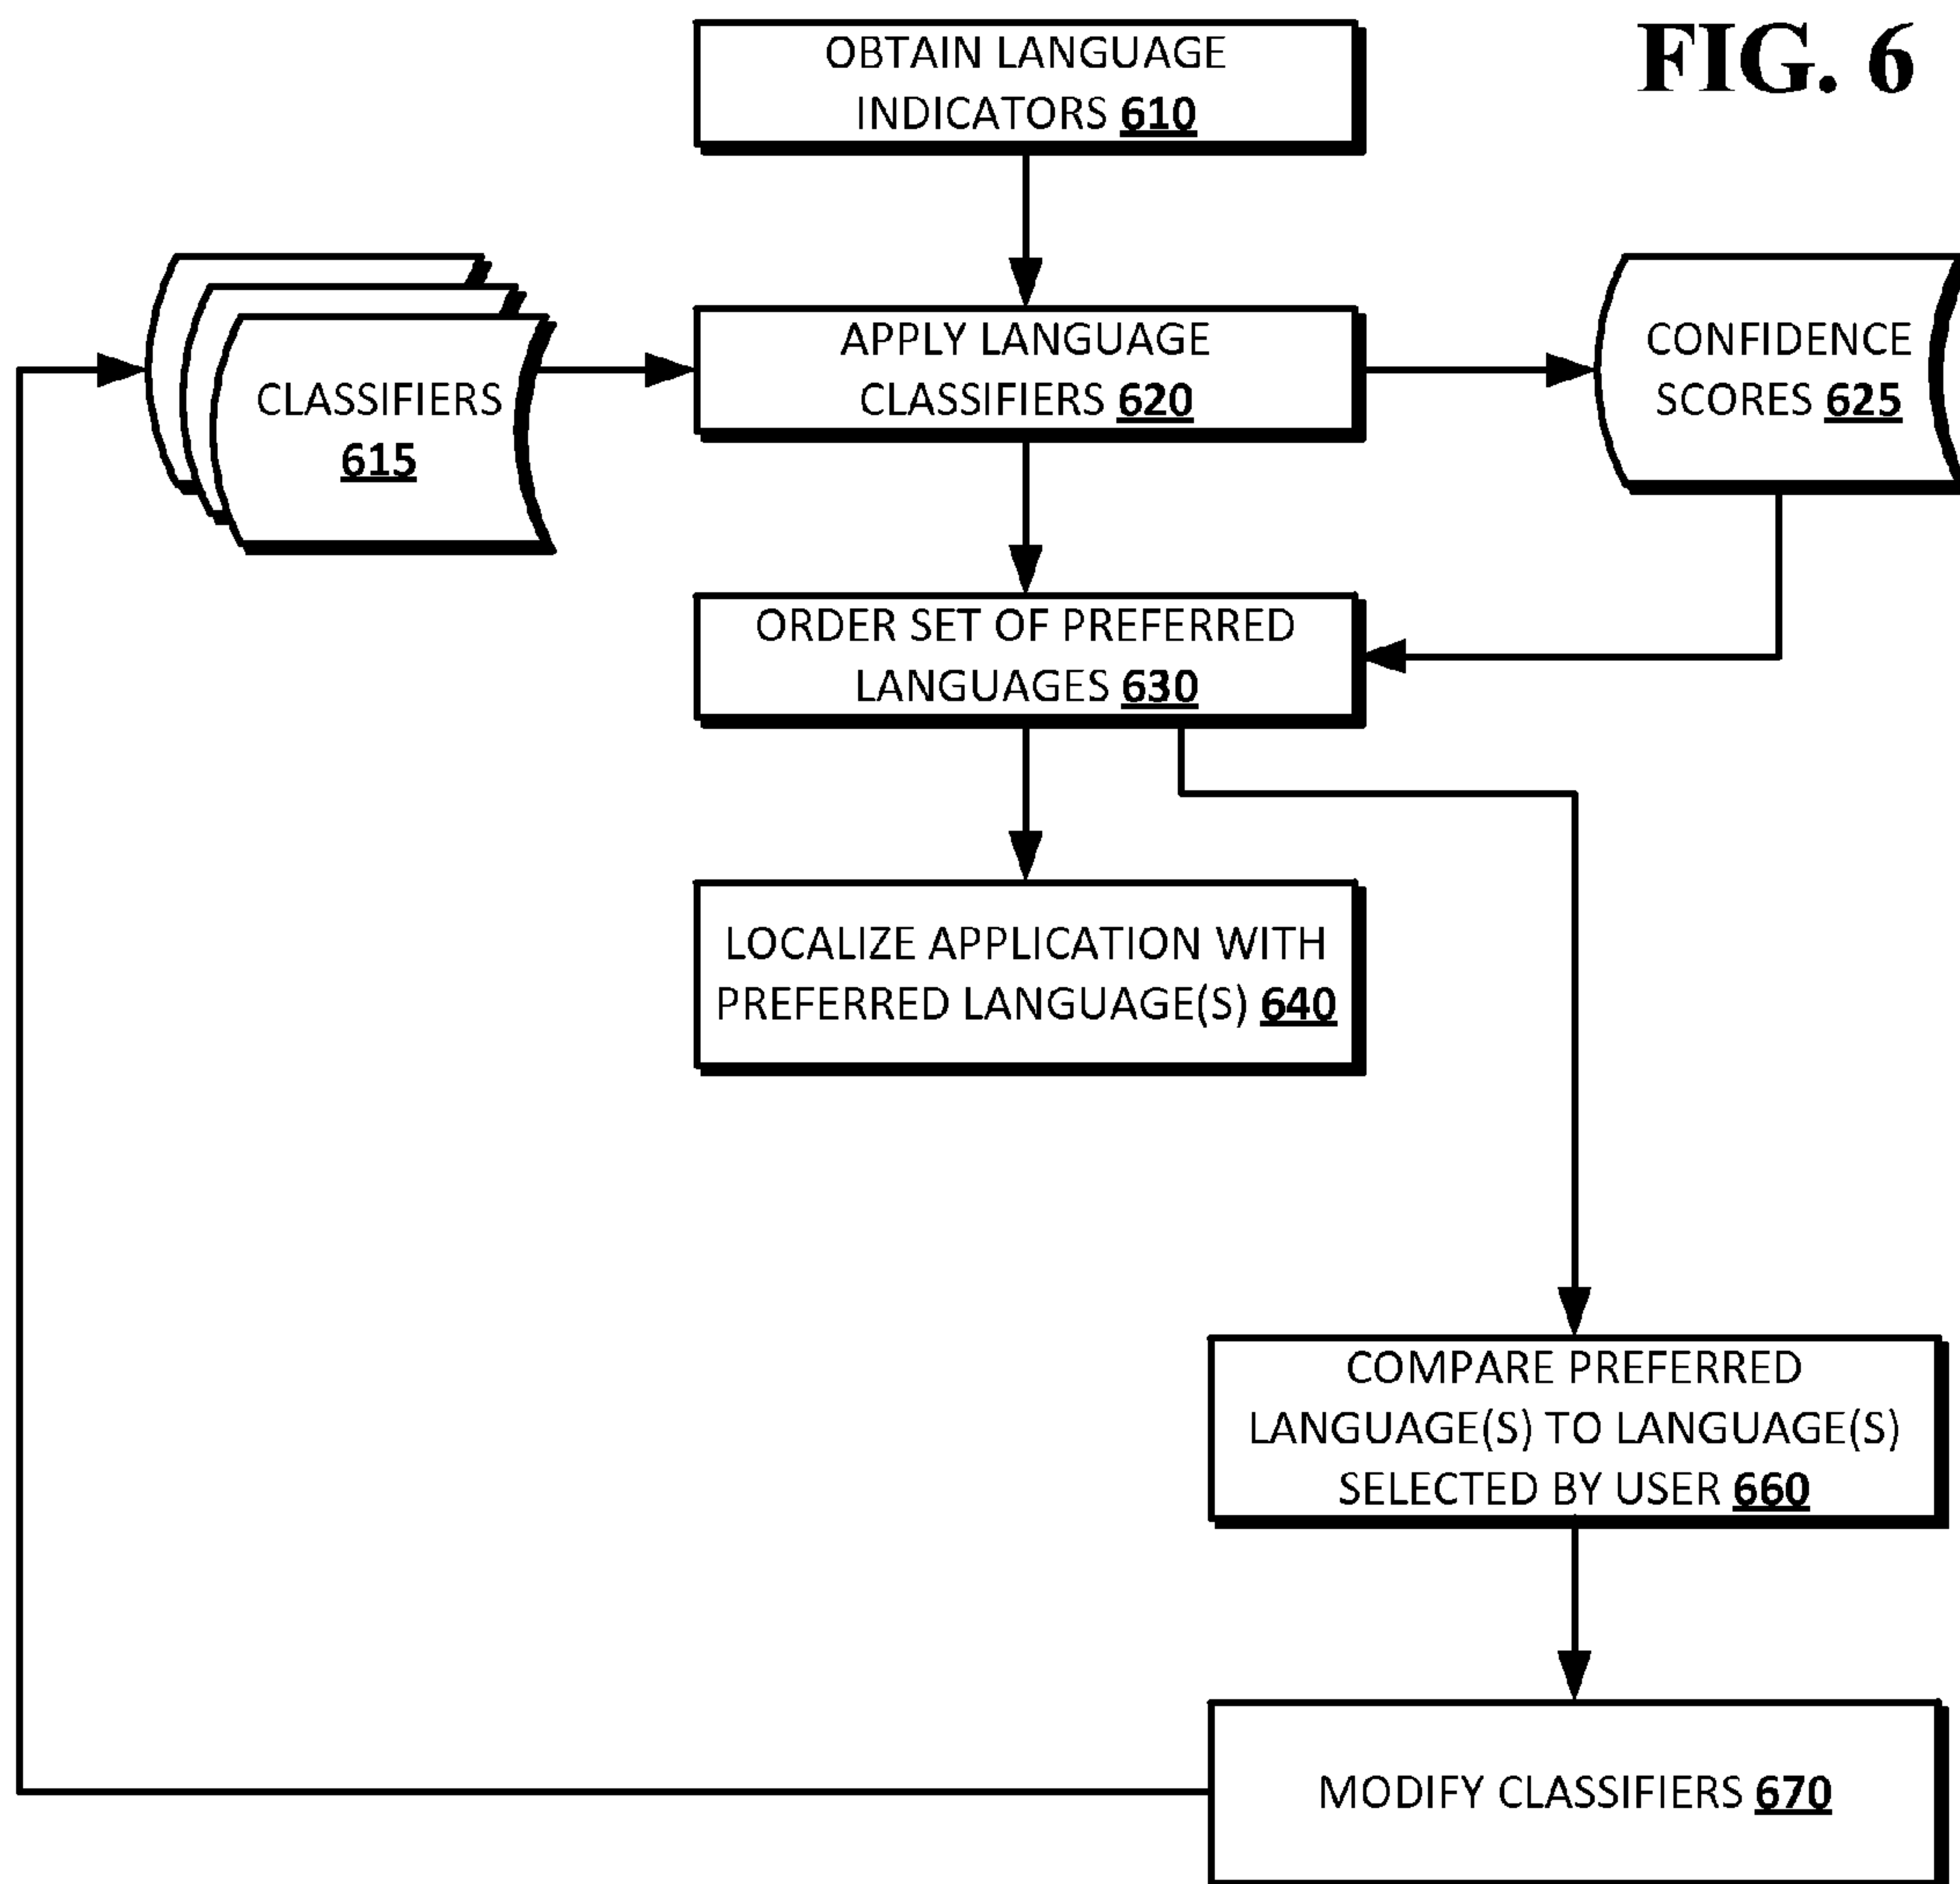 FIG. 6
OBTAIN LANGUAGE
INDICATORS 610
CLASSIFIERS
615
APPLY LANGUAGE
CLASSIFIERS 620
CONFIDENCE
SCORES 625
ORDER SET OF PREFERRED
LANGUAGES 630
LOCALIZE APPLICATION WITH
PREFERRED LANGUAGE(S) 640
COMPARE PREFERRED
LANGUAGE(S) TO LANGUAGE(S)
SELECTED BY USER 660
MODIFY CLASSIFIERS 670